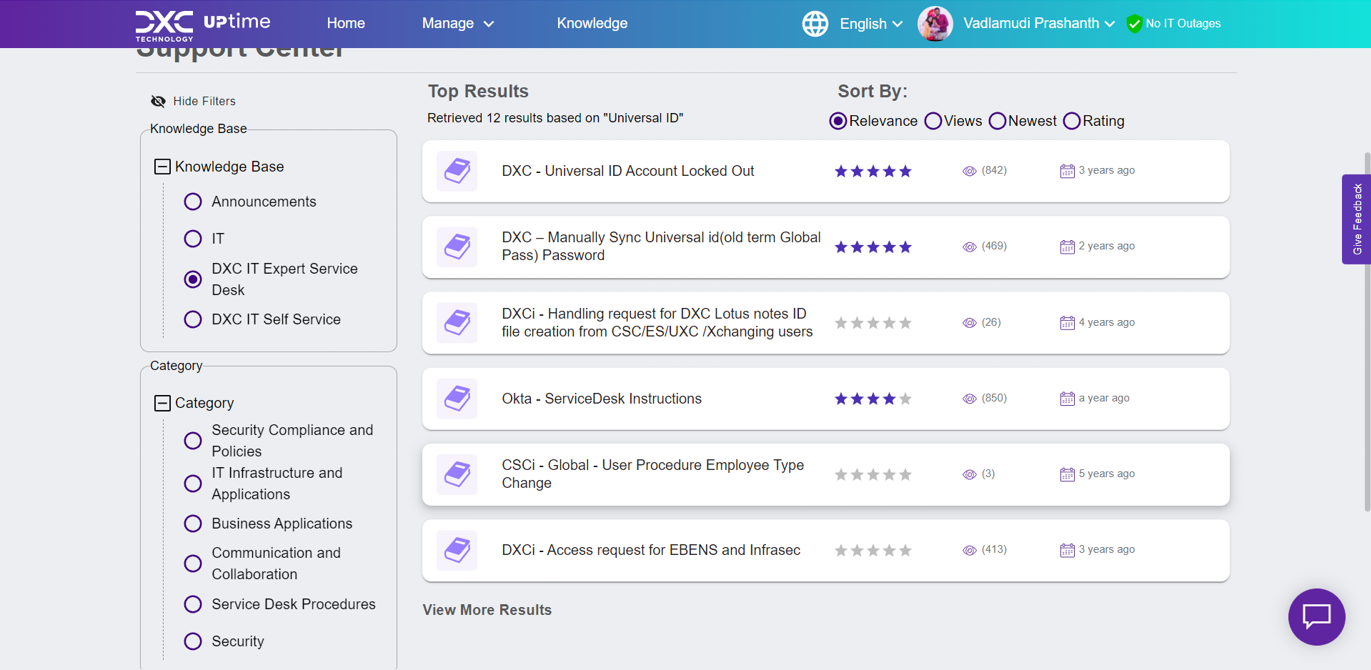 DXC
TECHNOLOGY
UPtime
Home
Manage
Knowledge
English
Vadlamudi Prashanth
No IT Outages
Support Center
Hide Filters
Knowledge Base
Knowledge Base
Announcements
IT
DXC IT Expert Service
Desk
DXC IT Self Service
Category
Category
Security Compliance and
Policies
IT Infrastructure and
Applications
Business Applications
Communication and
Collaboration
Service Desk Procedures
Security
Top Results
Retrieved 12 results based on "Universal ID"
Sort By:
Relevance Views Newest Rating
DXC - Universal ID Account Locked Out
(842)
3 years ago
DXC – Manually Sync Universal id(old term Global
Pass) Password
(469)
2 years ago
DXCi - Handling request for DXC Lotus notes ID
file creation from CSC/ES/UXC /Xchanging users
(26)
4 years ago
Okta - ServiceDesk Instructions
(850)
a year ago
CSCi - Global - User Procedure Employee Type
Change
(3)
5 years ago
DXCi - Access request for EBENS and Infrasec
(413)
3 years ago
View More Results
Give Feedback